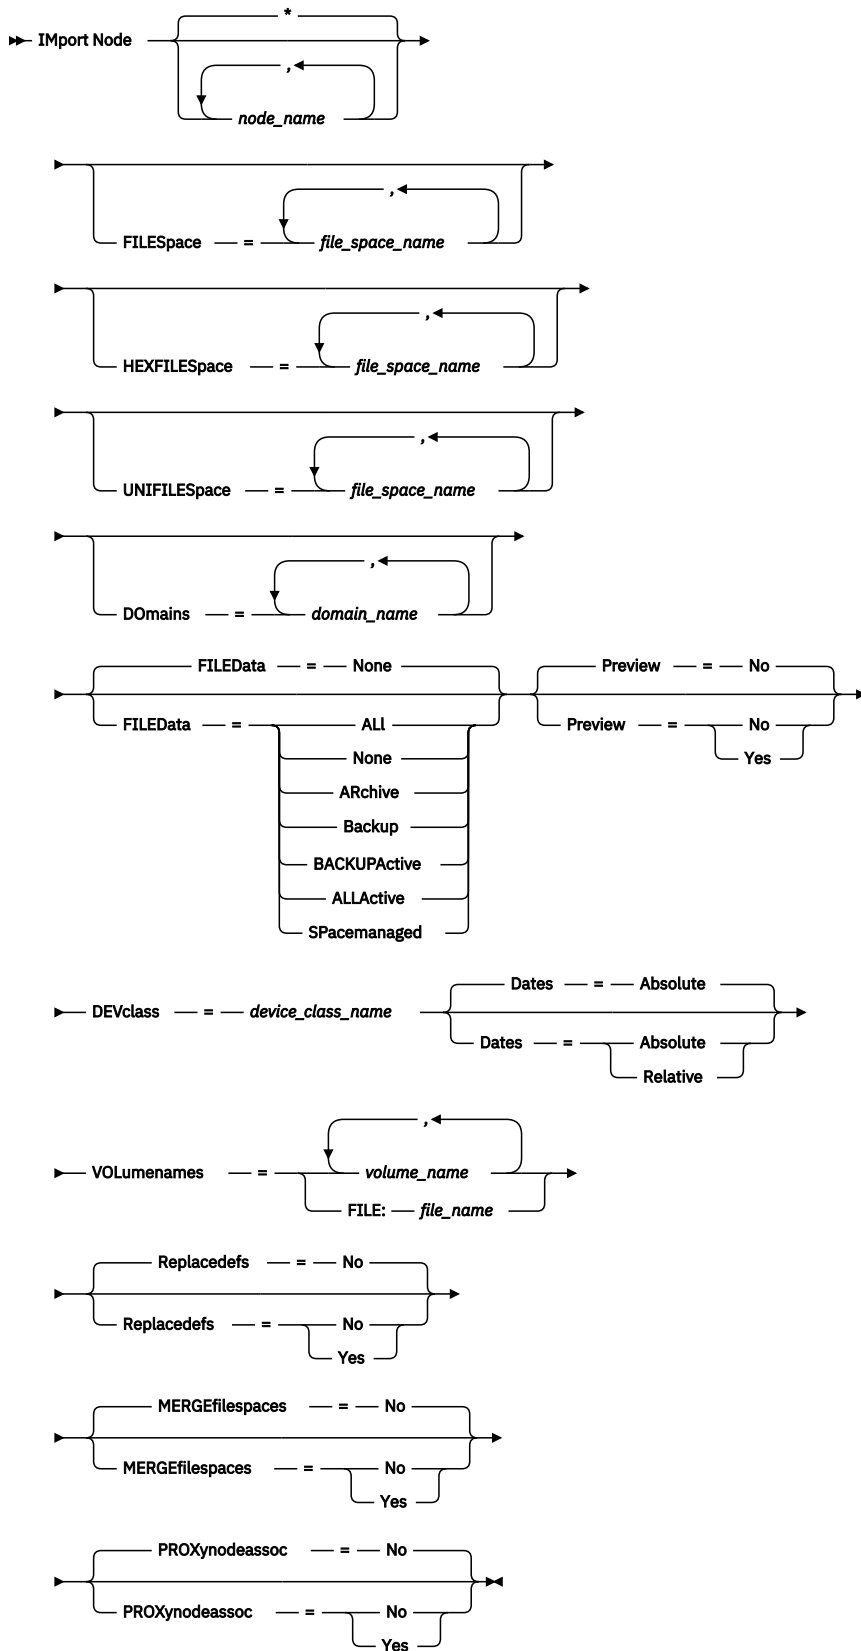 *
IMport Node
,
node_name
,
FILESpace = file_space_name
,
HEXFILESpace = file_space_name
,
UNIFILESpace = file_space_name
,
DOmains = domain_name
FILEData = None Preview = No
FILEData = ALl Preview = No
None Yes
ARchive
Backup
BACKUPActive
ALLActive
SPacemanaged
Dates = Absolute
DEVclass = device_class_name
Dates = Absolute
Relative
,
VOLumenames = volume_name
FILE: file_name
Replacedefs = No
Replacedefs = No
Yes
MERGEfilespaces = No
MERGEfilespaces = No
Yes
PROXynodeassoc = No
PROXynodeassoc = No
Yes